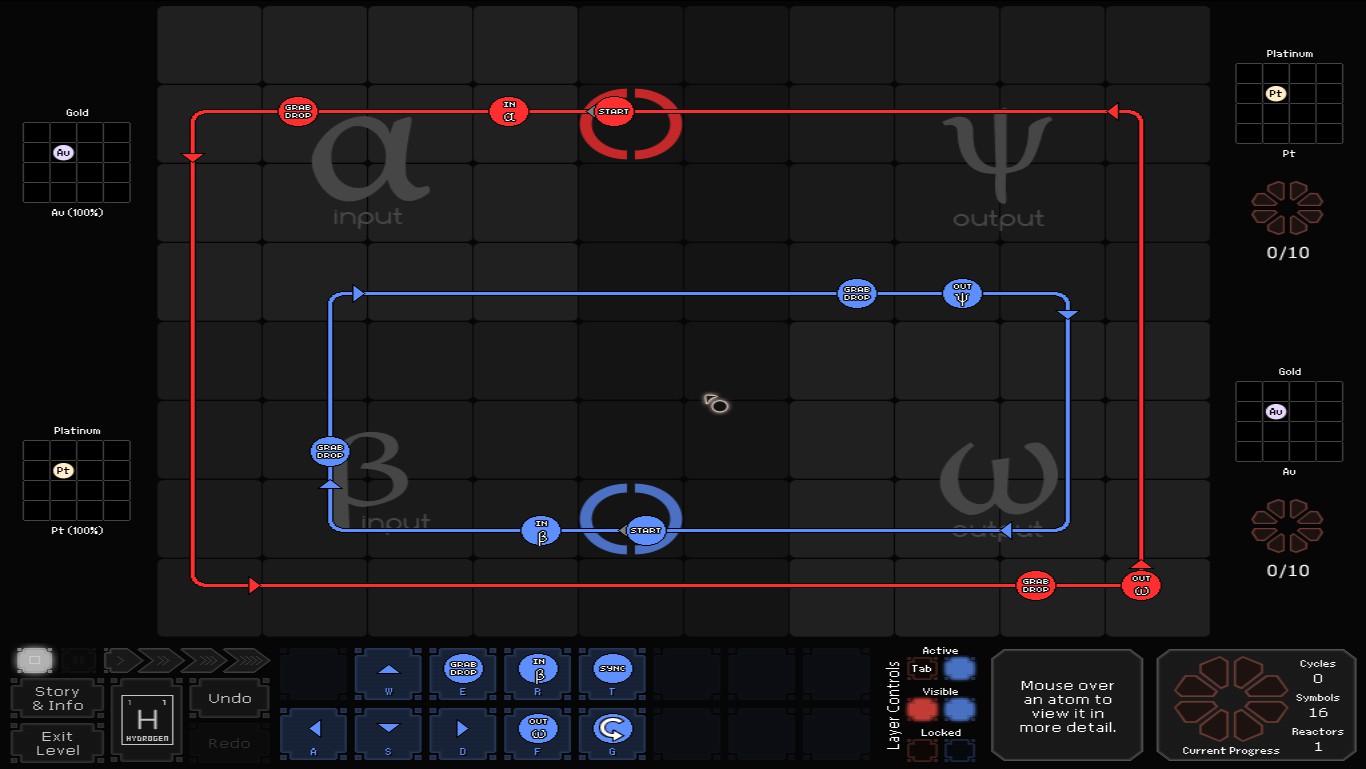 Platinum
Pt
Pt
0/10
Gold
Au
Au (100%)
GRAB
DROP
IN
α
START
α
input
ψ
output
GRAB
DROP
OUT
ψ
Gold
Au
Au
0/10
Platinum
Pt
Pt (100%)
GRAB
DROP
β
input
ω
output
IN
β
START
GRAB
DROP
OUT
ω
Story
& Info
Exit
Level
1 1
H
HYDROGEN
Undo
Redo
W
GRAB
DROP
E
IN
β
R
SYNC
T
A
S
D
OUT
ω
F
G
Layer Controls
Active
Tab
Visible
Locked
Mouse over
an atom to
view it in
more detail.
Cycles
0
Symbols
16
Reactors
1
Current Progress